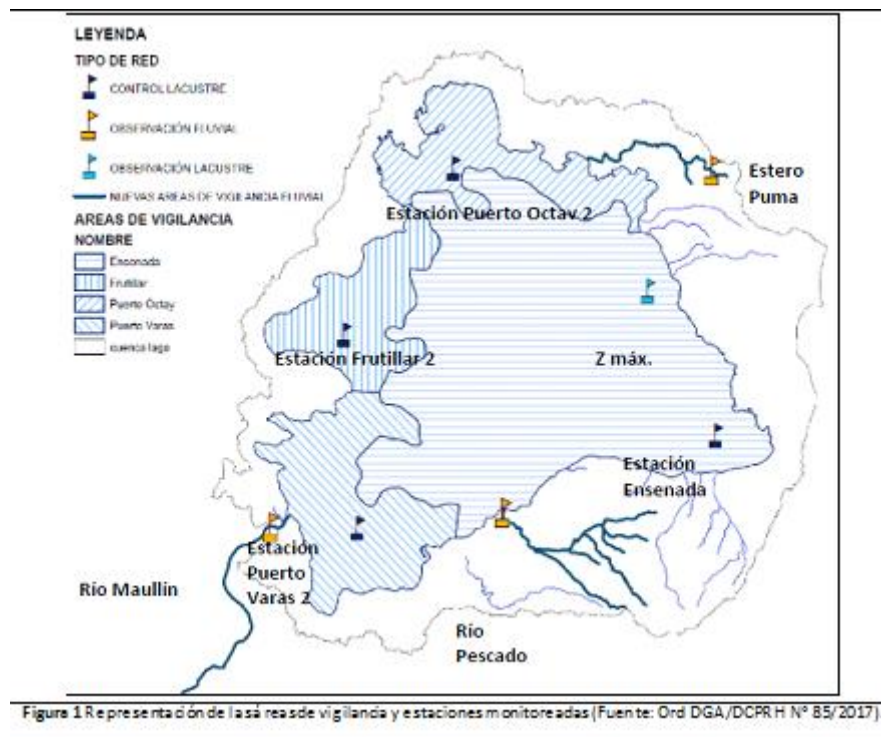 LEYENDA
TIPO DE RED
CONTROL LACUSTRE
OBSERVACIÓN FLUVIAL
OBSERVACIÓN LACUSTRE
NUEVAS AREAS DE VIGILANCIA FLUVIAL
AREAS DE VIGILANCIA
NOMBRE
Ensenada
Frutillar
Puerto Octay
Puerto Varas
cuenca lago
Estero
Puma
Estación Puerto Octay 2
Estación Frutillar 2
Z máx.
Estación
Ensenada
Estación
Puerto
Varas 2
Río Maullín
Río
Pescado
Figura 1 Representación de las áreas de vigilancia y estaciones monitoreadas (Fuente: Ord DGA/DCPRH Nº 85/2017).